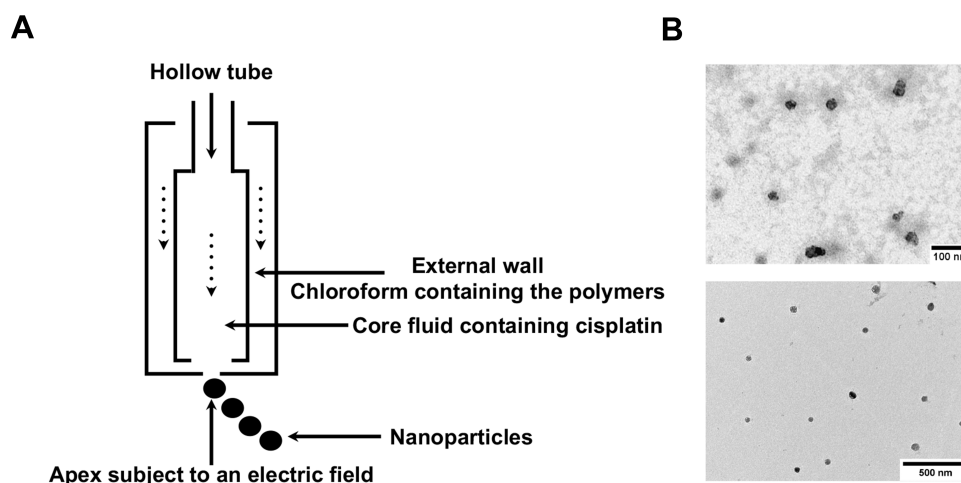 A
B
Hollow tube
External wall
Chloroform containing the polymers
Core fluid containing cisplatin
Nanoparticles
Apex subject to an electric field
100 nm
500 nm